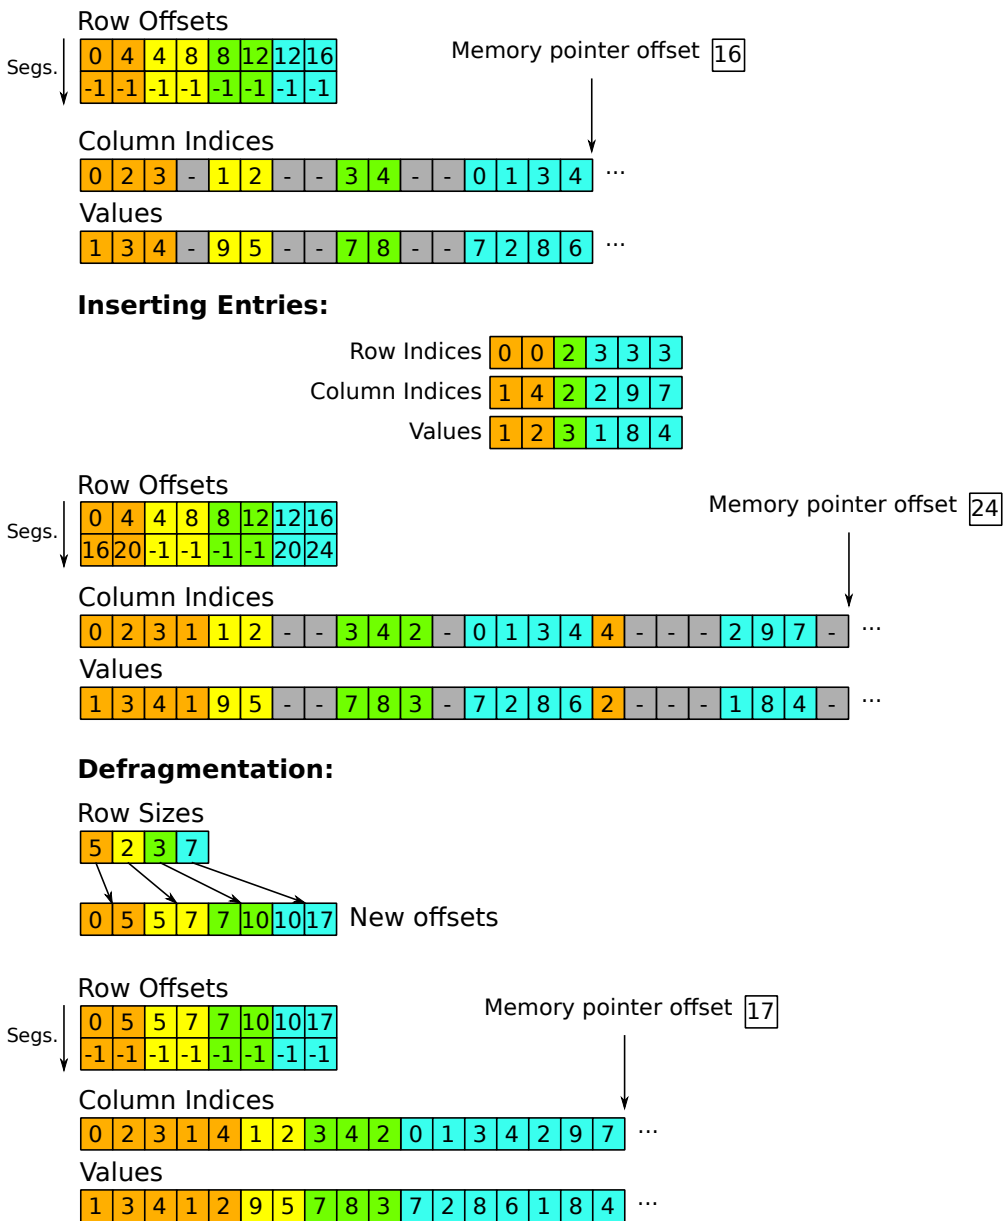 Row Offsets
Segs.
0 4 4 8 8 12 12 16
-1 -1 -1 -1 -1 -1 -1 -1
Memory pointer offset 16
Column Indices
0 2 3 - 1 2 - - 3 4 - - 0 1 3 4 ...
Values
1 3 4 - 9 5 - - 7 8 - - 7 2 8 6 ...
Inserting Entries:
Row Indices 0 0 2 3 3 3
Column Indices 1 4 2 2 9 7
Values 1 2 3 1 8 4
Row Offsets
Segs.
0 4 4 8 8 12 12 16
16 20 -1 -1 -1 -1 20 24
Memory pointer offset 24
Column Indices
0 2 3 1 1 2 - - 3 4 2 - 0 1 3 4 4 - - - 2 9 7 - ...
Values
1 3 4 1 9 5 - - 7 8 3 - 7 2 8 6 2 - - - 1 8 4 - ...
Defragmentation:
Row Sizes
5 2 3 7
0 5 5 7 7 10 10 17 New offsets
Row Offsets
Segs.
0 5 5 7 7 10 10 17
-1 -1 -1 -1 -1 -1 -1 -1
Memory pointer offset 17
Column Indices
0 2 3 1 4 1 2 3 4 2 0 1 3 4 2 9 7 ...
Values
1 3 4 1 2 9 5 7 8 3 7 2 8 6 1 8 4 ...